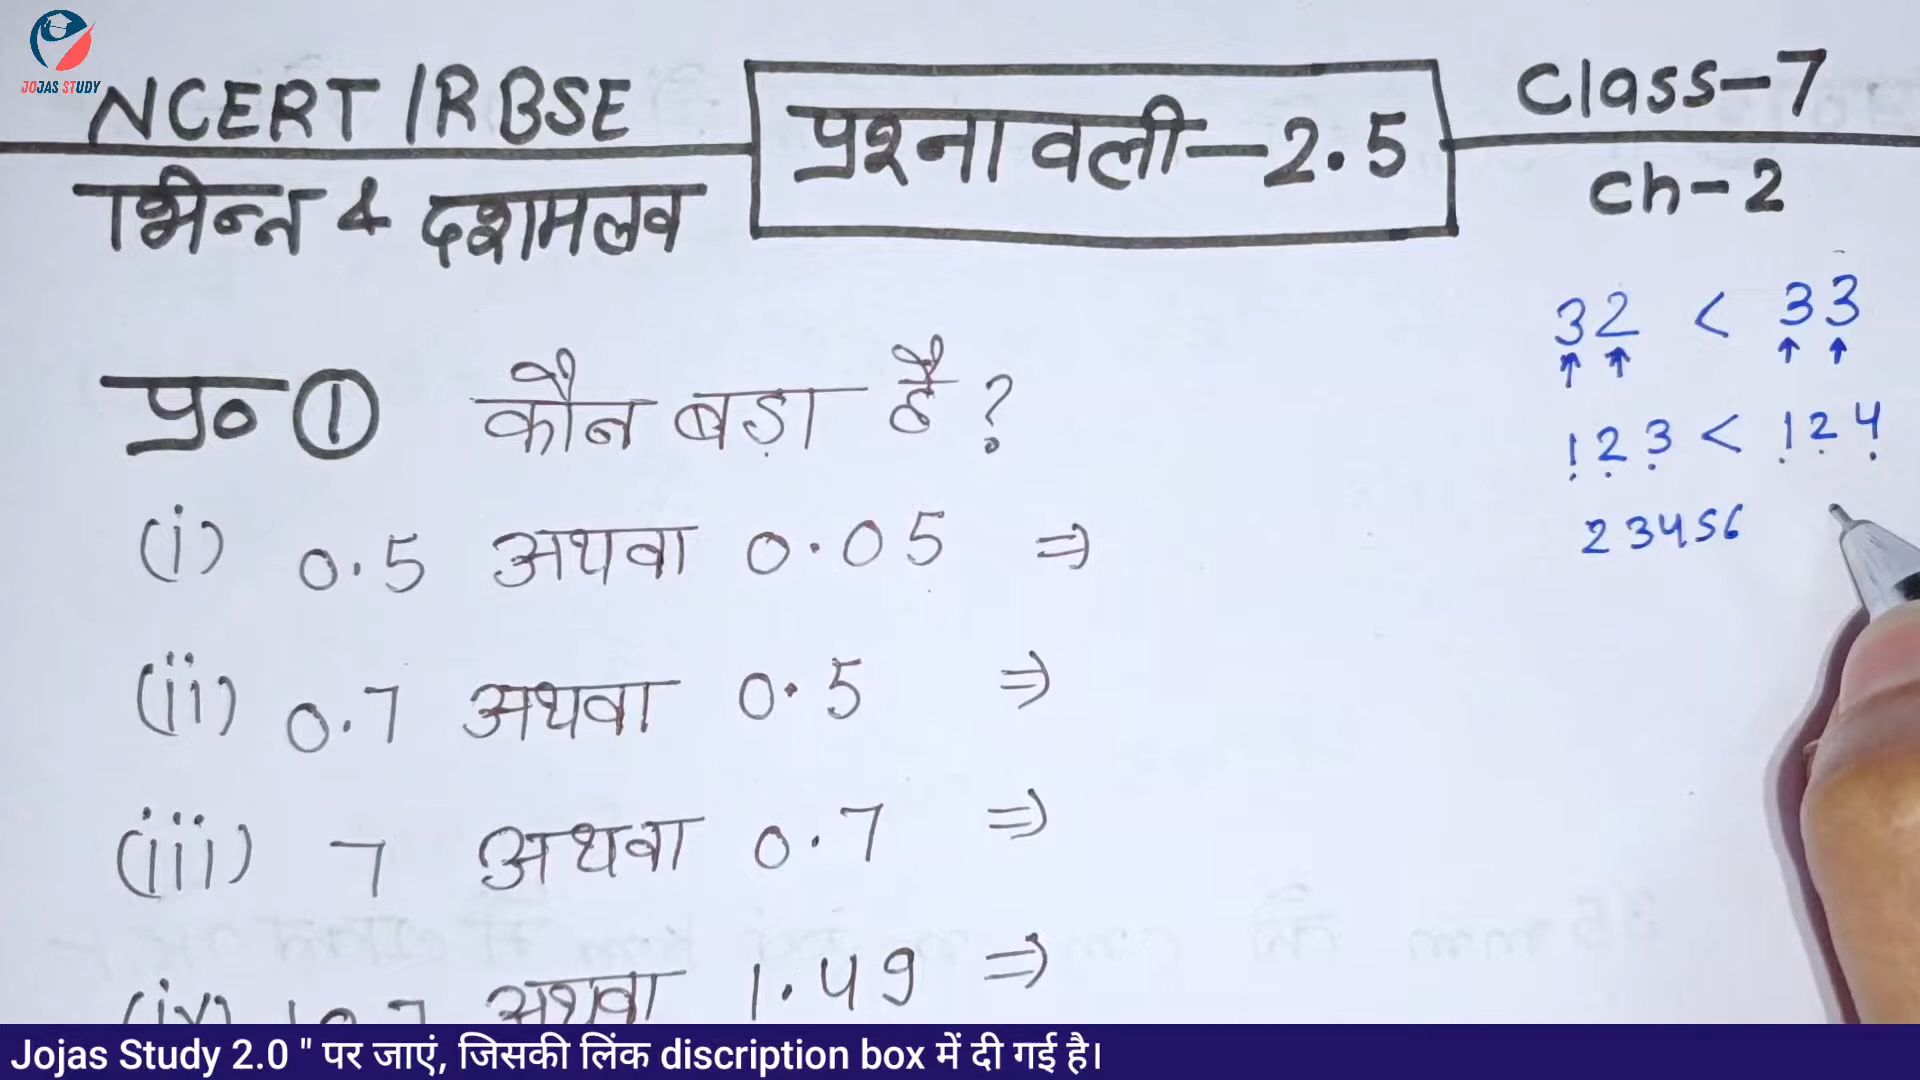 JOJAS STUDY
NCERT / RBSE
भिन्न & दशमलव
प्रश्नावली-2.5
Class-7
Ch-2
प्र० ① कौन बड़ा है ?
(i) 0.5 अथवा 0.05 ⇒
(ii) 0.7 अथवा 0.5 ⇒
(iii) 7 अथवा 0.7 ⇒
(iv) अथवा 1.49 ⇒
32 < 33
123 < 124
23456
Jojas Study 2.0 " पर जाएं, जिसकी लिंक discription box में दी गई है।